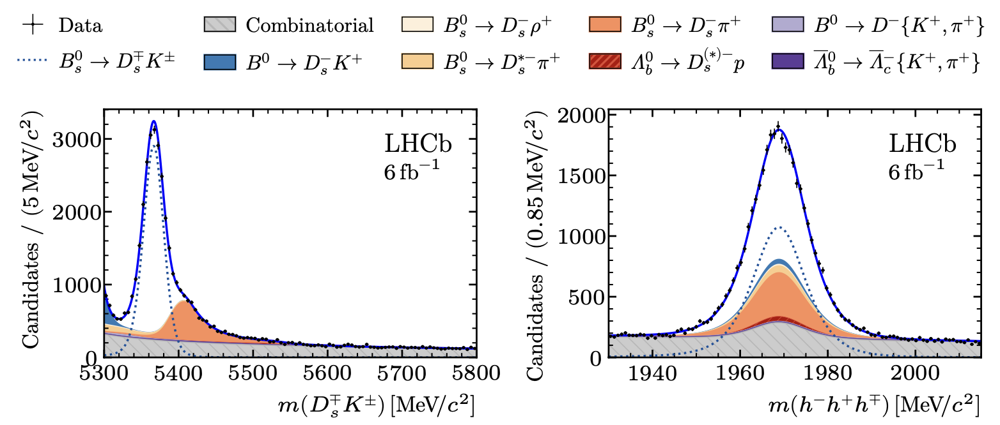 Data Combinatorial B⁰ₛ → D⁻ₛρ⁺ B⁰ₛ → D⁻ₛπ⁺ B⁰ → D⁻{K⁺, π⁺}
B⁰ₛ → D∓ₛK± B⁰ → D⁻ₛK⁺ B⁰ₛ → D*⁻ₛπ⁺ Λ⁰_b → D⁽*⁾⁻ₛp Λ̅⁰_b → Λ̅⁻_c{K⁺, π⁺}
Candidates / (5 MeV/c²)
3000
2000
1000
0
LHCb
6 fb⁻¹
5300 5400 5500 5600 5700 5800
m(D∓ₛK±) [MeV/c²]
Candidates / (0.85 MeV/c²)
2000
1500
1000
500
0
LHCb
6 fb⁻¹
1940 1960 1980 2000
m(h⁻h⁺h∓) [MeV/c²]